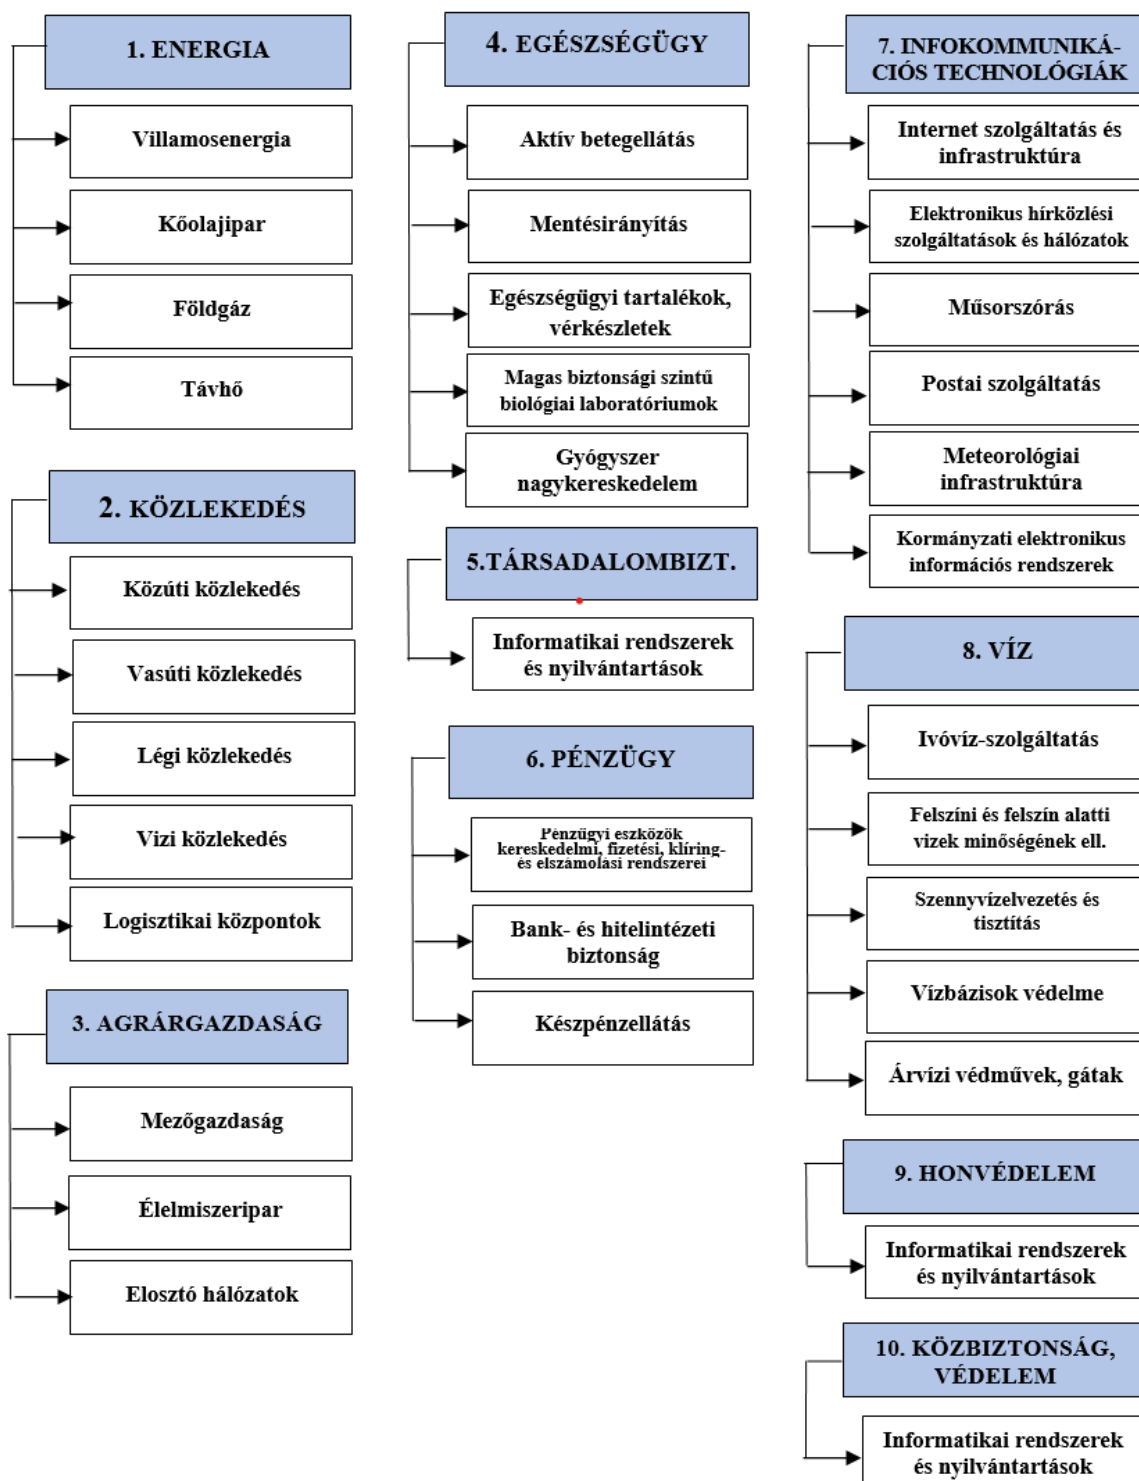 1. ENERGIA
Villamosenergia
Kőolajipar
Földgáz
Távhő
2. KÖZLEKEDÉS
Közúti közlekedés
Vasúti közlekedés
Légi közlekedés
Vizi közlekedés
Logisztikai központok
3. AGRÁRGAZDASÁG
Mezőgazdaság
Élelmiszeripar
Elosztó hálózatok
4. EGÉSZSÉGÜGY
Aktív betegellátás
Mentésirányítás
Egészségügyi tartalékok,
vérkészletek
Magas biztonsági szintű
biológiai laboratóriumok
Gyógyszer
nagykereskedelem
5.TÁRSADALOMBIZT.
Informatikai rendszerek
és nyilvántartások
6. PÉNZÜGY
Pénzügyi eszközök
kereskedelmi, fizetési, klíring-
és elszámolási rendszerei
Bank- és hitelintézeti
biztonság
Készpénzellátás
7. INFOKOMMUNIKÁ-
CIÓS TECHNOLÓGIÁK
Internet szolgáltatás és
infrastruktúra
Elektronikus hírközlési
szolgáltatások és hálózatok
Műsorszórás
Postai szolgáltatás
Meteorológiai
infrastruktúra
Kormányzati elektronikus
információs rendszerek
8. VÍZ
Ivóvíz-szolgáltatás
Felszíni és felszín alatti
vizek minőségének ell.
Szennyvízelvezetés és
tisztítás
Vízbázisok védelme
Árvízi védművek, gátak
9. HONVÉDELEM
Informatikai rendszerek
és nyilvántartások
10. KÖZBIZTONSÁG,
VÉDELEM
Informatikai rendszerek
és nyilvántartások